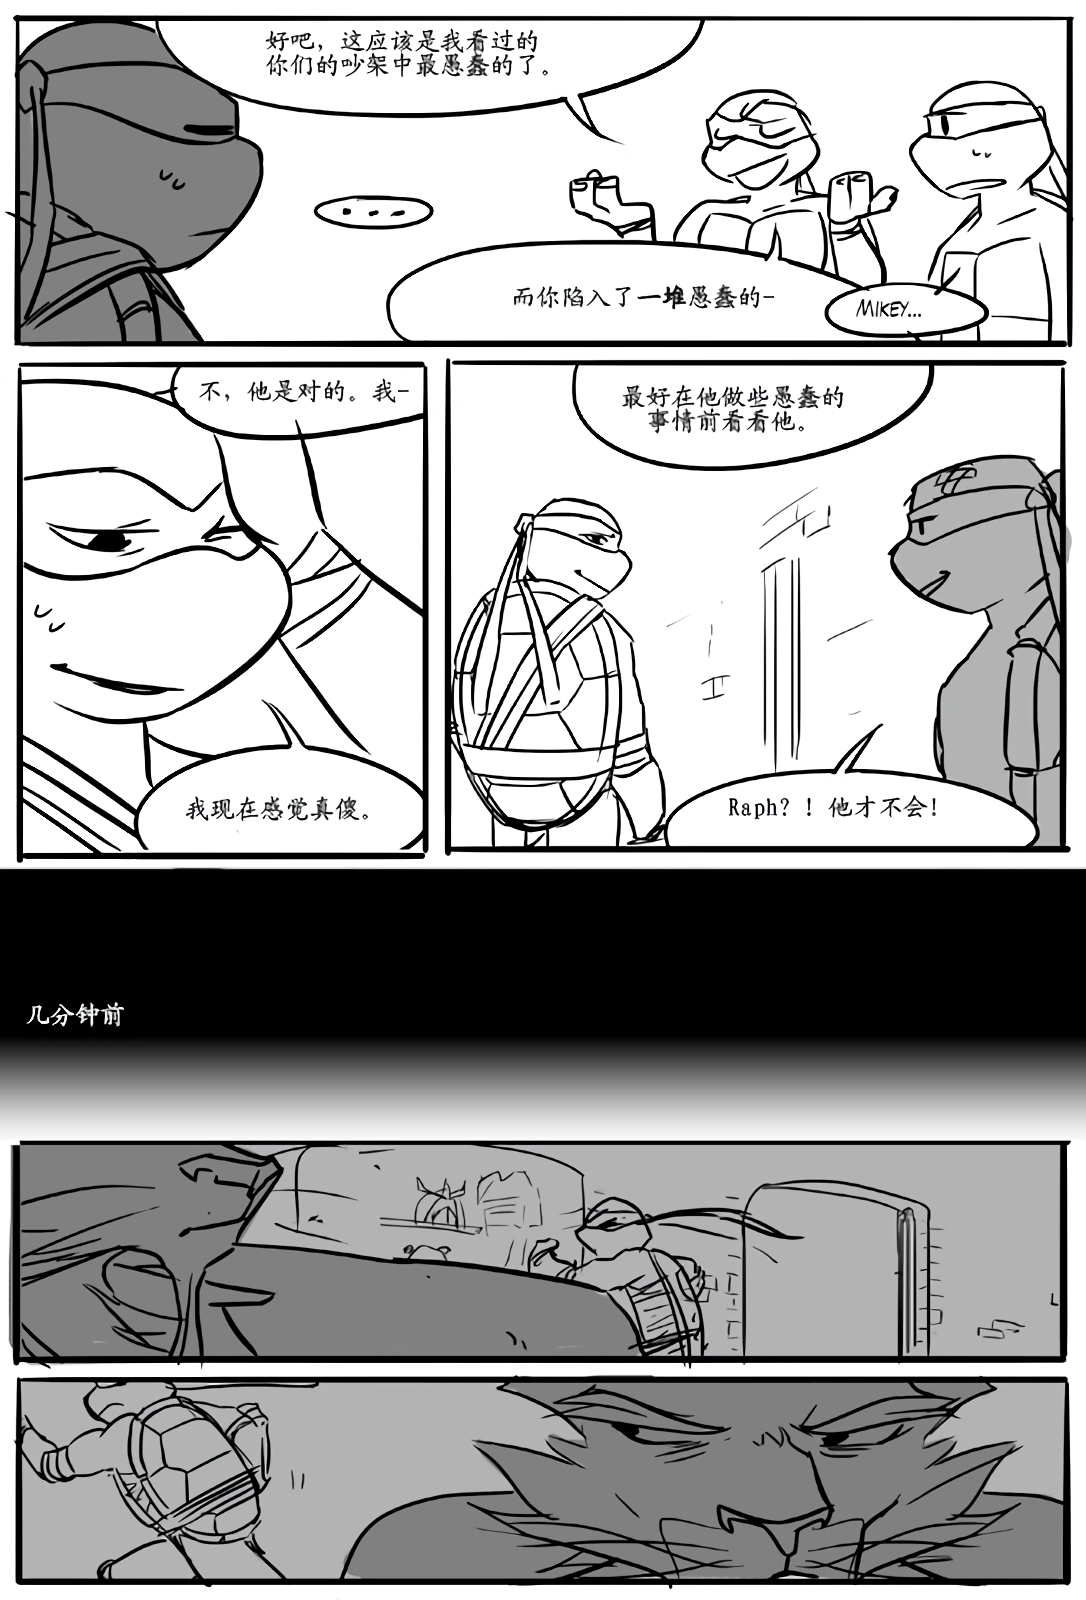 好吧，这应该是我看过的
你们的吵架中最愚蠢的了。
...
而你陷入了一堆愚蠢的-
MIKEY...
不，他是对的。我-
我现在感觉真傻。
最好在他做些愚蠢的
事情前看看他。
Raph？！他才不会！
几分钟前